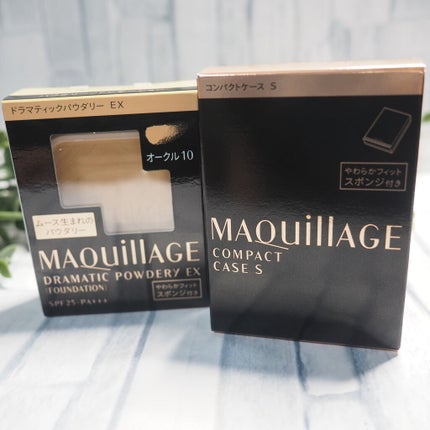 ドラマティックパウダリー EX
オークル10
ムース生まれの
パウダリー
MAQuillAGE
DRAMATIC POWDERY EX
(FOUNDATION)
やわらかフィット
スポンジ付き
SPF25・PA+++
コンパクトケース S
やわらかフィット
スポンジ付き
MAQuillAGE
COMPACT
CASE S